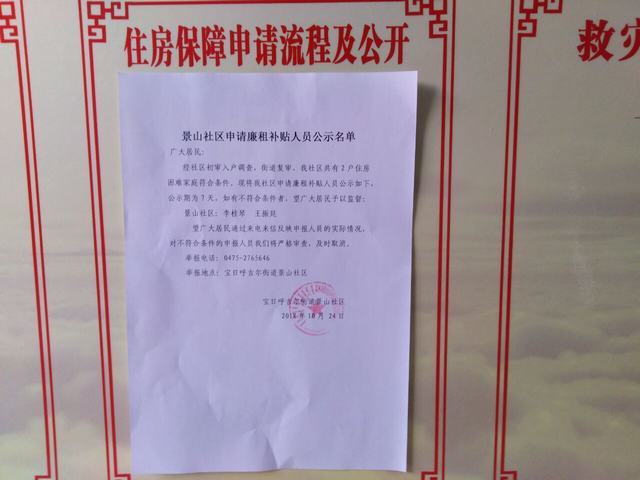 住房保障申请流程及公开
救灾
景山社区申请廉租补贴人员公示名单
广大居民：
经社区初审入户调查，街道复审，我社区共有2户住房
困难家庭符合条件，现将我社区申请廉租补贴人员公示如下，
公示期为7天，如有不符合条件者，望广大居民予以监督：
景山社区：李桂琴 王振廷
望广大居民通过来电来信反映申报人员的实际情况，
对不符合条件的申报人员我们将严格审查，及时取消。
举报电话：0475-2765646
举报地点：宝日呼吉尔街道景山社区
宝日呼吉尔街道景山社区
2018年10月24日